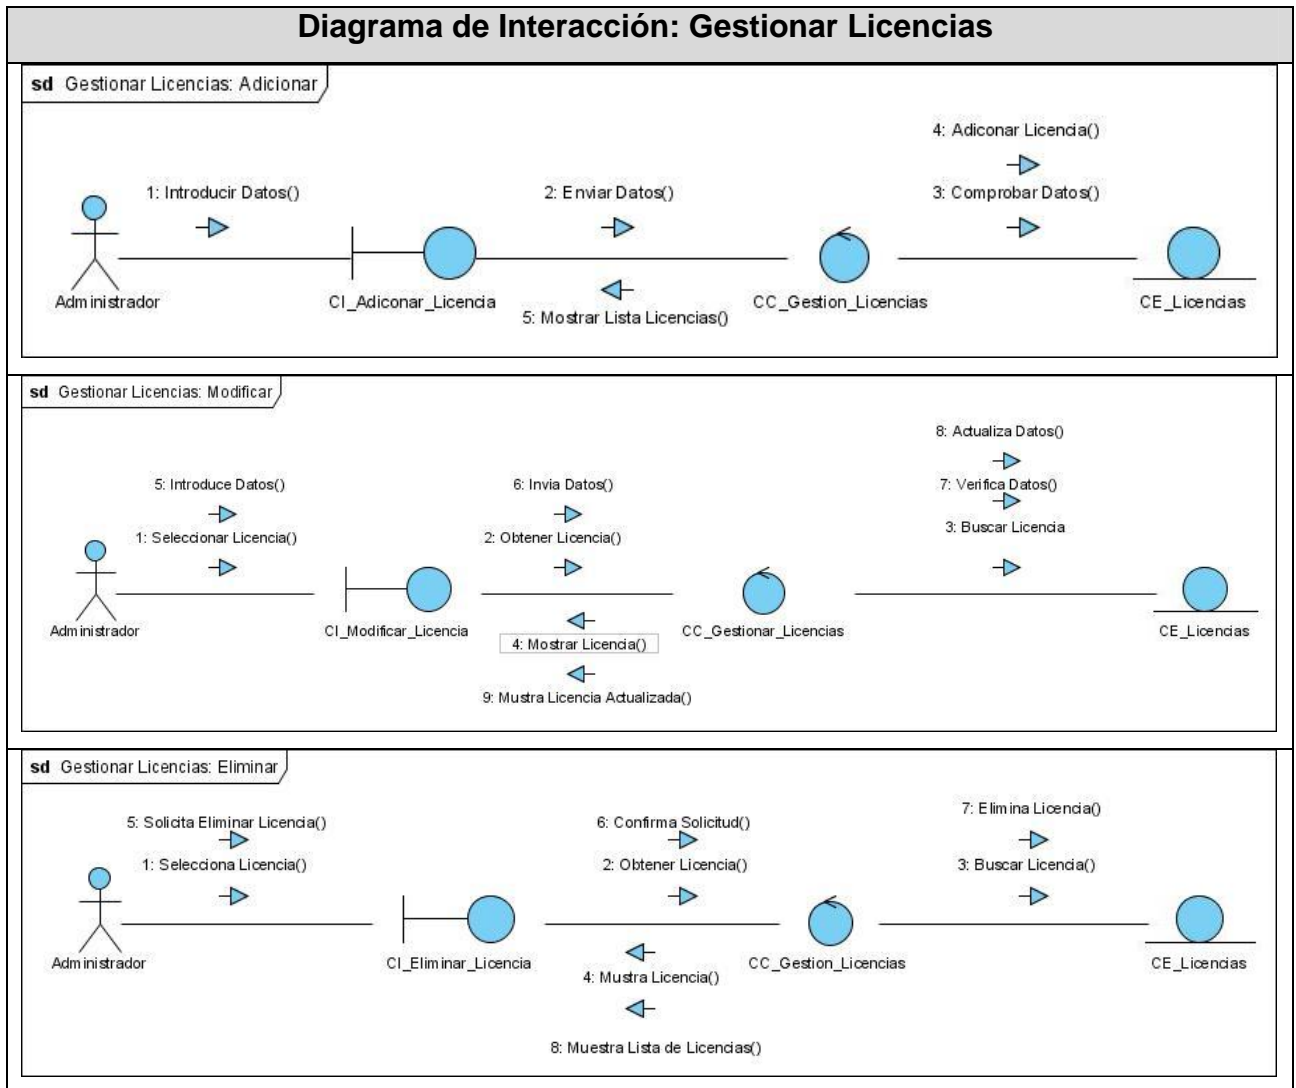 Diagrama de Interacción: Gestionar Licencias
sd Gestionar Licencias: Adicionar
4: Adiconar Licencia()
1: Introducir Datos()
2: Enviar Datos()
3: Comprobar Datos()
Administrador
CI_Adiconar_Licencia
5: Mostrar Lista Licencias()
CC_Gestion_Licencias
CE_Licencias
sd Gestionar Licencias: Modificar
8: Actualiza Datos()
5: Introduce Datos()
6: Invia Datos()
7: Verifica Datos()
1: Seleccionar Licencia()
2: Obtener Licencia()
3: Buscar Licencia
Administrador
CI_Modificar_Licencia
4: Mostrar Licencia()
CC_Gestionar_Licencias
CE_Licencias
9: Mustra Licencia Actualizada()
sd Gestionar Licencias: Eliminar
7: Elimina Licencia()
5: Solicita Eliminar Licencia()
6: Confirma Solicitud()
1: Selecciona Licencia()
2: Obtener Licencia()
3: Buscar Licencia()
Administrador
CI_Eliminar_Licencia
4: Mustra Licencia()
CC_Gestion_Licencias
CE_Licencias
8: Muestra Lista de Licencias()